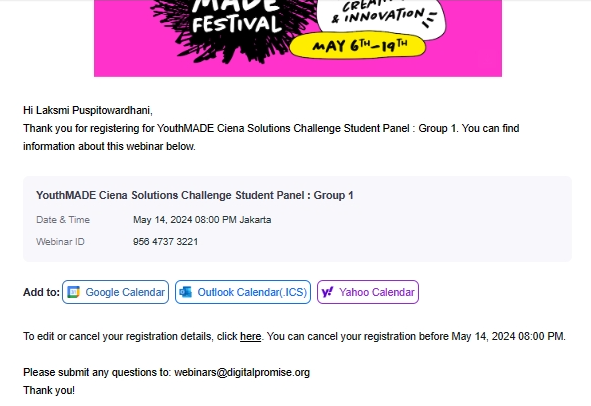 MADE
FESTIVAL
& INNOVATION
MAY 6TH-19TH
Hi Laksmi Puspitowardhani,
Thank you for registering for YouthMADE Ciena Solutions Challenge Student Panel : Group 1. You can find
information about this webinar below.
YouthMADE Ciena Solutions Challenge Student Panel : Group 1
Date & Time May 14, 2024 08:00 PM Jakarta
Webinar ID 956 4737 3221
Add to: Google Calendar Outlook Calendar(.ICS) y! Yahoo Calendar
To edit or cancel your registration details, click here. You can cancel your registration before May 14, 2024 08:00 PM.
Please submit any questions to: webinars@digitalpromise.org
Thank you!